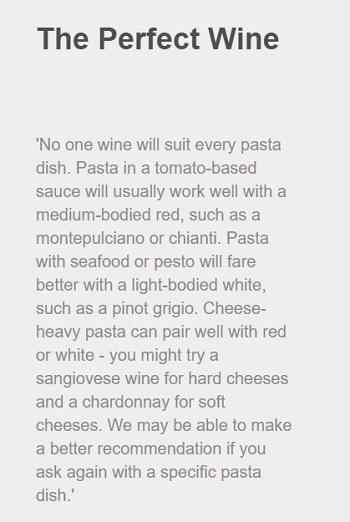 The Perfect Wine
'No one wine will suit every pasta
dish. Pasta in a tomato-based
sauce will usually work well with a
medium-bodied red, such as a
montepulciano or chianti. Pasta
with seafood or pesto will fare
better with a light-bodied white,
such as a pinot grigio. Cheese-
heavy pasta can pair well with red
or white - you might try a
sangiovese wine for hard cheeses
and a chardonnay for soft
cheeses. We may be able to make
a better recommendation if you
ask again with a specific pasta
dish.'